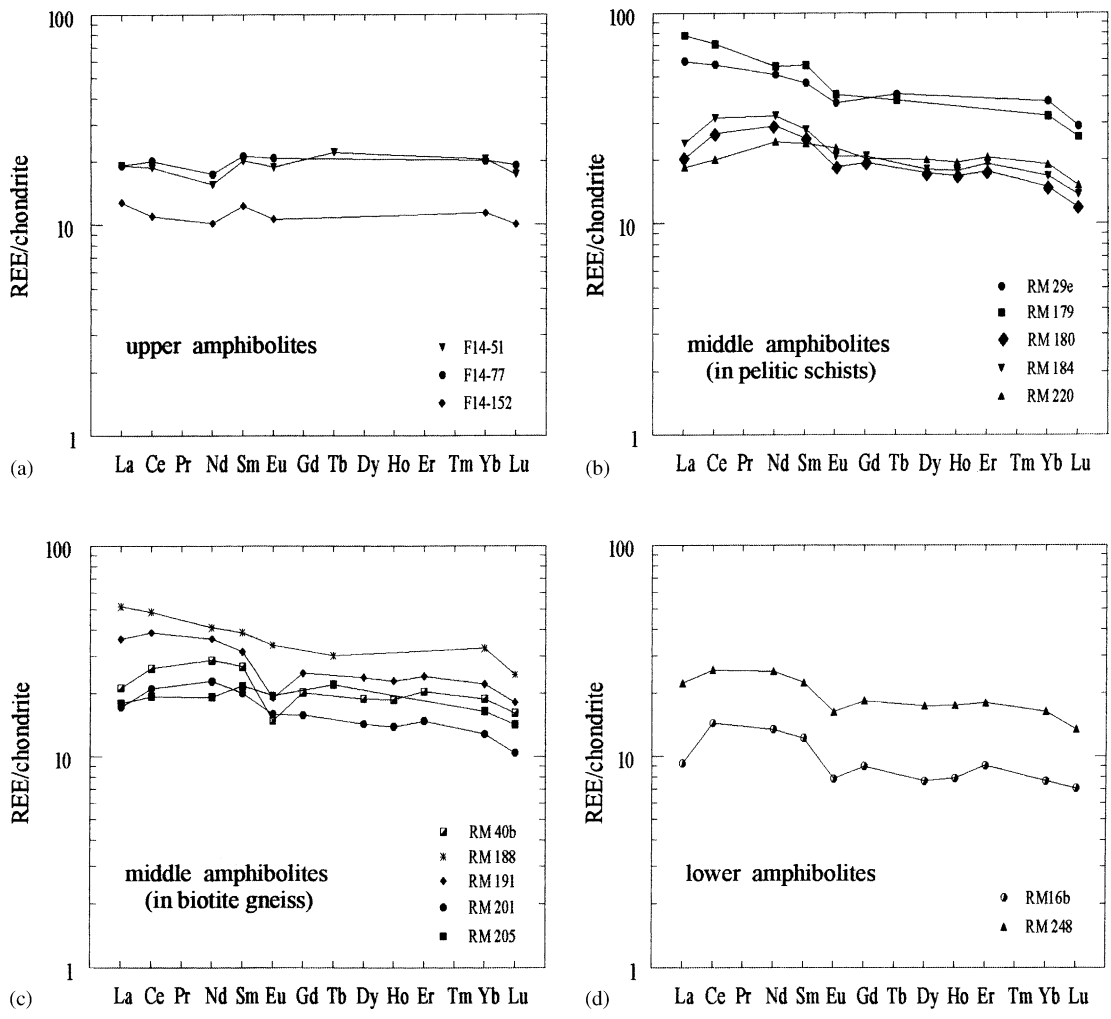 100
10
1
REE/chondrite
upper amphibolites
F14-51
F14-77
F14-152
(a)
La Ce Pr Nd Sm Eu Gd Tb Dy Ho Er Tm Yb Lu
100
10
1
REE/chondrite
RM 29e
RM 179
RM 180
RM 184
RM 220
middle amphibolites
(in pelitic schists)
(b)
La Ce Pr Nd Sm Eu Gd Tb Dy Ho Er Tm Yb Lu
100
10
1
REE/chondrite
RM 40b
RM 188
RM 191
RM 201
RM 205
middle amphibolites
(in biotite gneiss)
(c)
La Ce Pr Nd Sm Eu Gd Tb Dy Ho Er Tm Yb Lu
100
10
1
REE/chondrite
lower amphibolites
RM16b
RM 248
(d)
La Ce Pr Nd Sm Eu Gd Tb Dy Ho Er Tm Yb Lu